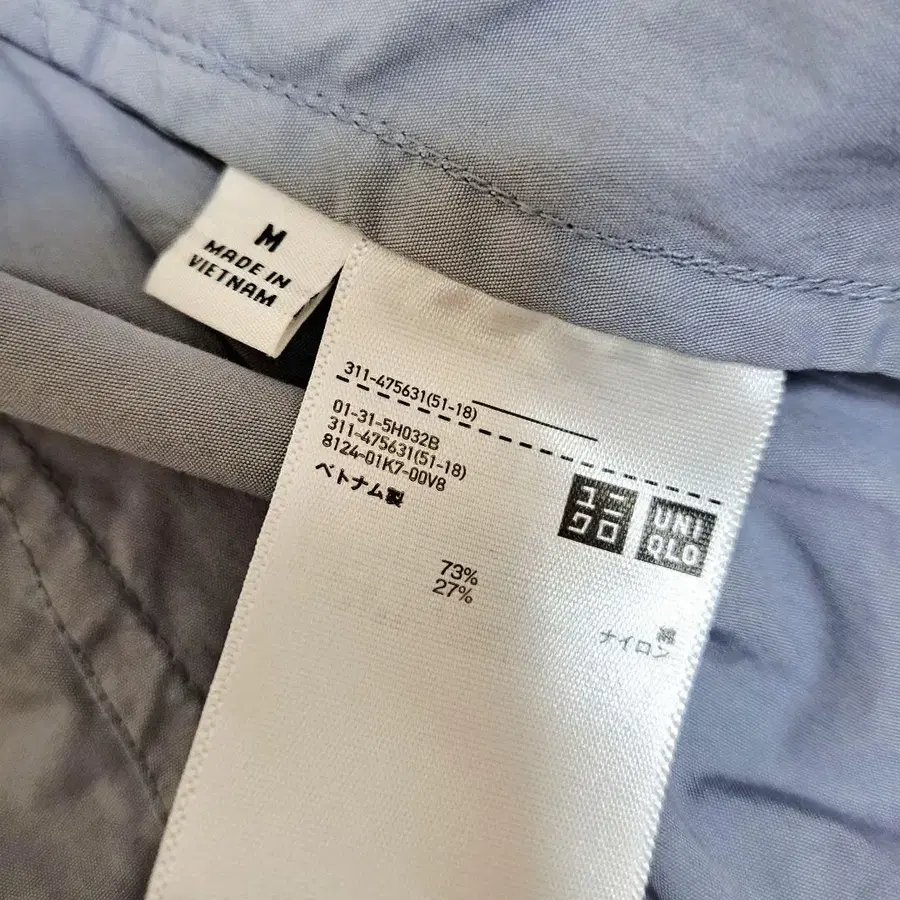 M
MADE IN
VIETNAM
311-475631(51-18)
01-31-5H032B
311-475631(51-18)
8124-01K7-00V8
ベトナム製
ユニ
クロ
UNI
QLO
73%
27%
綿
ナイロン